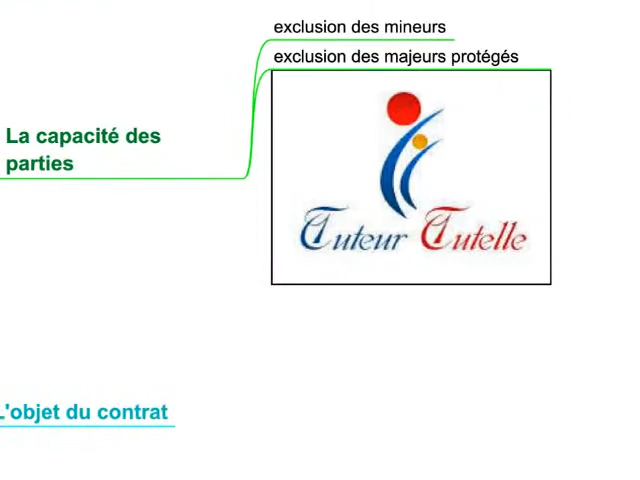 exclusion des mineurs
exclusion des majeurs protégés
La capacité des
parties
Tuteur Tutelle
L'objet du contrat